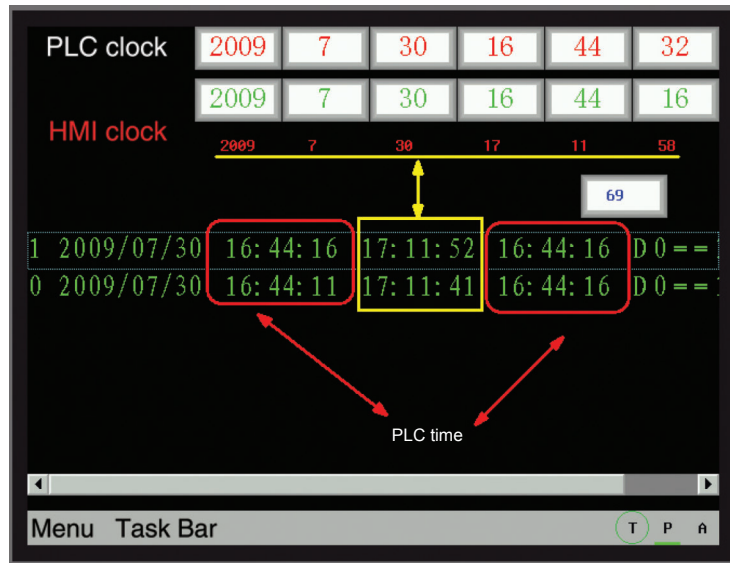 PLC clock 2009 7 30 16 44 32
2009 7 30 16 44 16
HMI clock
2009 7 30 17 11 58
69
1 2009/07/30 16:44:16 17:11:52 16:44:16 D0==
0 2009/07/30 16:44:11 17:11:41 16:44:16 D0==
PLC time
Menu Task Bar T P A